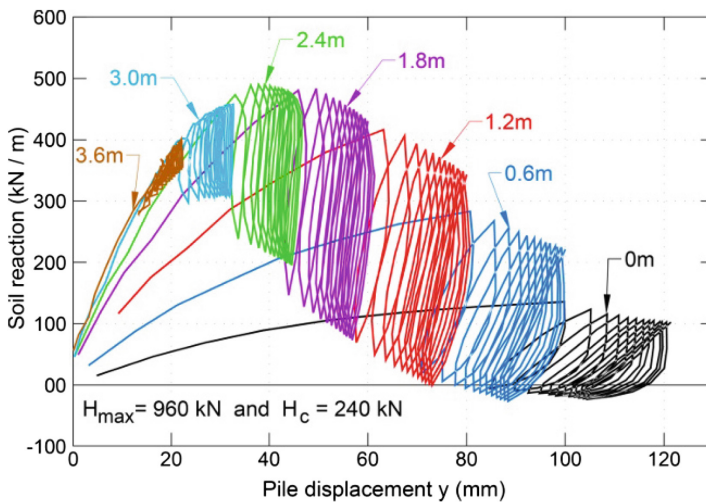 600
500
400
300
200
100
00
-100
Soil reaction (kN / m)
2.4m
3.0m
1.8m
3.6m
1.2m
0.6m
0m
Hmax= 960 kN and Hc = 240 kN
0 20 40 60 80 100 120
Pile displacement y (mm)